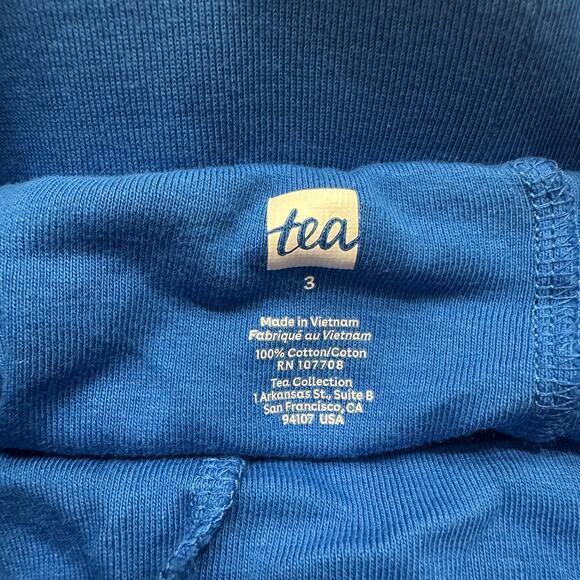 tea
3
Made in Vietnam
Fabriqué au Vietnam
100% Cotton/Coton
RN 107708
Tea Collection
1 Arkansas St., Suite B
San Francisco, CA
94107 USA